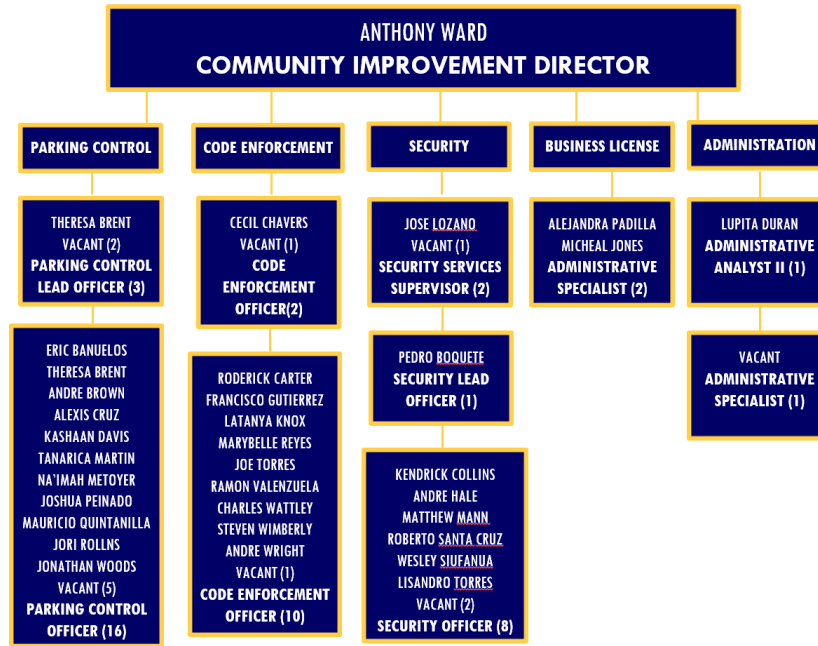 ANTHONY WARD
COMMUNITY IMPROVEMENT DIRECTOR
PARKING CONTROL
THERESA BRENT
VACANT (2)
PARKING CONTROL
LEAD OFFICER (3)
ERIC BANUELOS
THERESA BRENT
ANDRE BROWN
ALEXIS CRUZ
KASHAAN DAVIS
TANARICA MARTIN
NA'IMAH METOYER
JOSHUA PEINADO
MAURICIO QUINTANILLA
JORI ROLLNS
JONATHAN WOODS
VACANT (5)
PARKING CONTROL
OFFICER (16)
CODE ENFORCEMENT
CECIL CHAVERS
VACANT (1)
CODE
ENFORCEMENT
OFFICER(2)
RODERICK CARTER
FRANCISCO GUTIERREZ
LATANYA KNOX
MARYBELLE REYES
JOE TORRES
RAMON VALENZUELA
CHARLES WATTLEY
STEVEN WIMBERLY
ANDRE WRIGHT
VACANT (1)
CODE ENFORCEMENT
OFFICER (10)
SECURITY
JOSE LOZANO
VACANT (1)
SECURITY SERVICES
SUPERVISOR (2)
PEDRO BOQUETE
SECURITY LEAD
OFFICER (1)
KENDRICK COLLINS
ANDRE HALE
MATTHEW MANN
ROBERTO SANTA CRUZ
WESLEY SIUFANUA
LISANDRO TORRES
VACANT (2)
SECURITY OFFICER (8)
BUSINESS LICENSE
ALEJANDRA PADILLA
MICHEAL JONES
ADMINISTRATIVE
SPECIALIST (2)
ADMINISTRATION
LUPITA DURAN
ADMINISTRATIVE
ANALYST II (1)
VACANT
ADMINISTRATIVE
SPECIALIST (1)